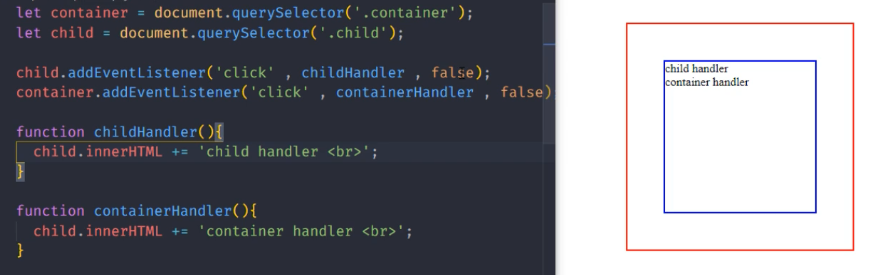 let container = document.querySelector('.container');
let child = document.querySelector('.child');
child.addEventListener('click' , childHandler , false);
container.addEventListener('click' , containerHandler , false)
function childHandler(){
child.innerHTML += 'child handler <br>';
}
function containerHandler(){
child.innerHTML += 'container handler <br>';
}
child handler
container handler